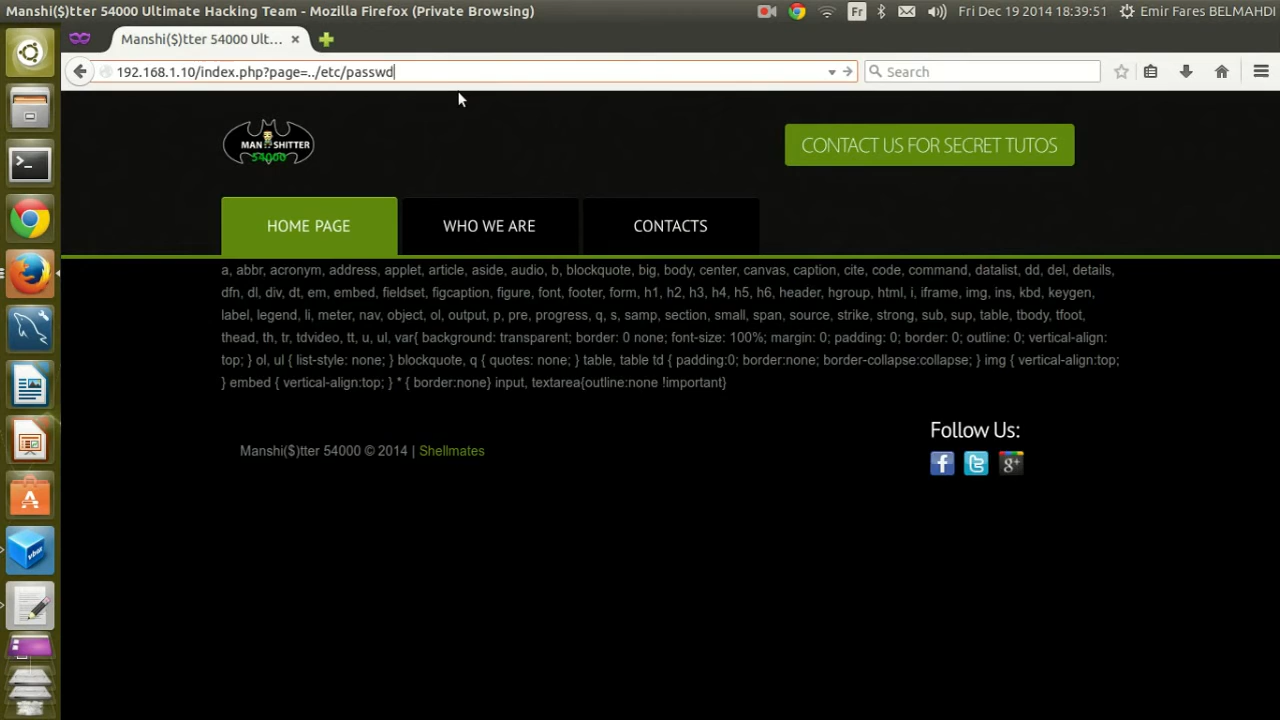 Manshi($)tter 54000 Ultimate Hacking Team - Mozilla Firefox (Private Browsing)
Fr
Fri Dec 19 2014 18:39:51
Emir Fares BELMAHDI
Manshi($)tter 54000 Ult...
192.168.1.10/index.php?page=../etc/passwd
Search
MAN SHITTER
54000
CONTACT US FOR SECRET TUTOS
HOME PAGE
WHO WE ARE
CONTACTS
a, abbr, acronym, address, applet, article, aside, audio, b, blockquote, big, body, center, canvas, caption, cite, code, command, datalist, dd, del, details,
dfn, dl, div, dt, em, embed, fieldset, figcaption, figure, font, footer, form, h1, h2, h3, h4, h5, h6, header, hgroup, html, i, iframe, img, ins, kbd, keygen,
label, legend, li, meter, nav, object, ol, output, p, pre, progress, q, s, samp, section, small, span, source, strike, strong, sub, sup, table, tbody, tfoot,
thead, th, tr, tdvideo, tt, u, ul, var{ background: transparent; border: 0 none; font-size: 100%; margin: 0; padding: 0; border: 0; outline: 0; vertical-align:
top; } ol, ul { list-style: none; } blockquote, q { quotes: none; } table, table td { padding:0; border:none; border-collapse:collapse; } img { vertical-align:top;
} embed { vertical-align:top; } * { border:none} input, textarea{outline:none !important}
Follow Us:
Manshi($)tter 54000 © 2014 | Shellmates